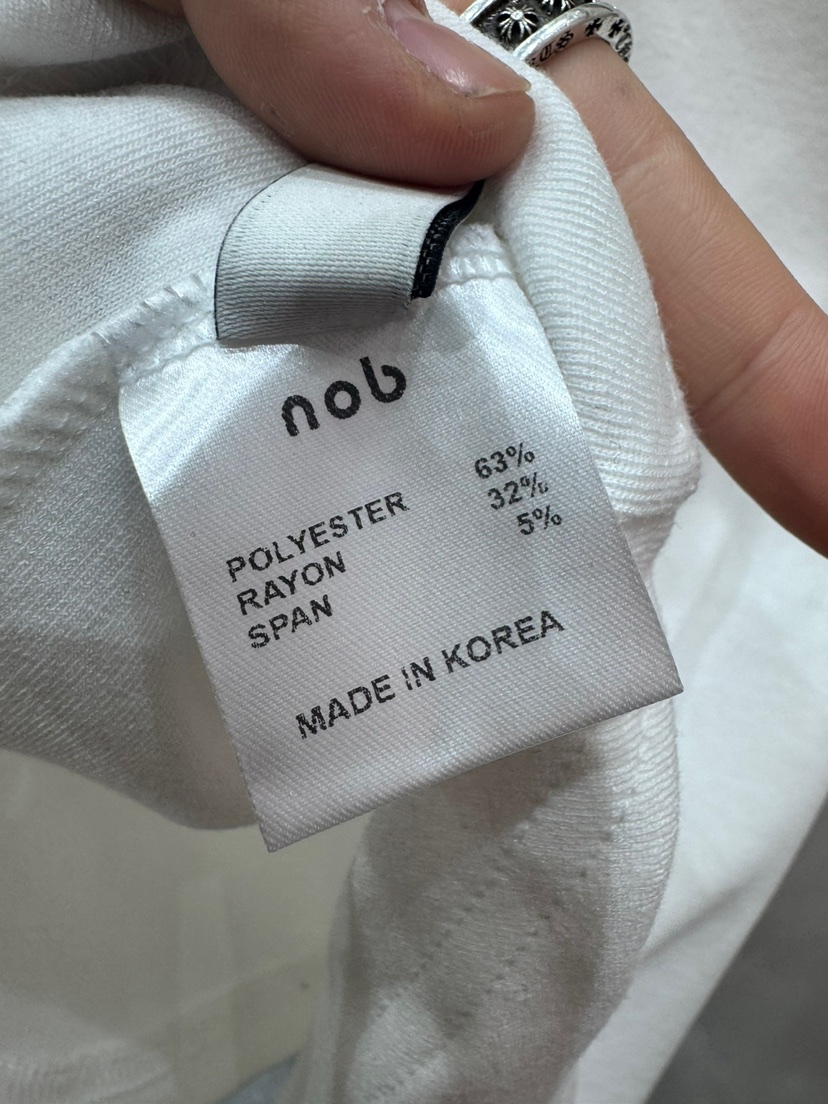 nob
POLYESTER 63%
RAYON 32%
SPAN 5%
MADE IN KOREA